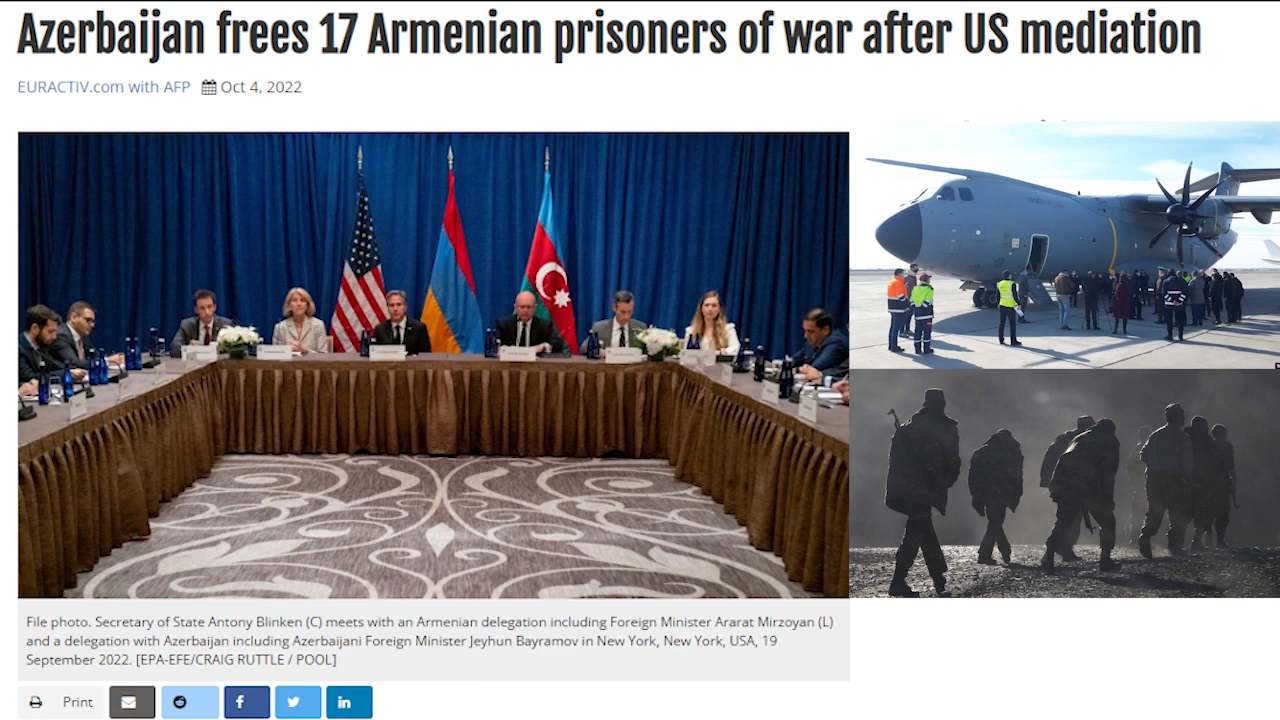 Azerbaijan frees 17 Armenian prisoners of war after US mediation
EURACTIV.com with AFP Oct 4, 2022
File photo. Secretary of State Antony Blinken (C) meets with an Armenian delegation including Foreign Minister Ararat Mirzoyan (L)
and a delegation with Azerbaijan including Azerbaijani Foreign Minister Jeyhun Bayramov in New York, New York, USA, 19
September 2022. [EPA-EFE/CRAIG RUTTLE / POOL]
Print